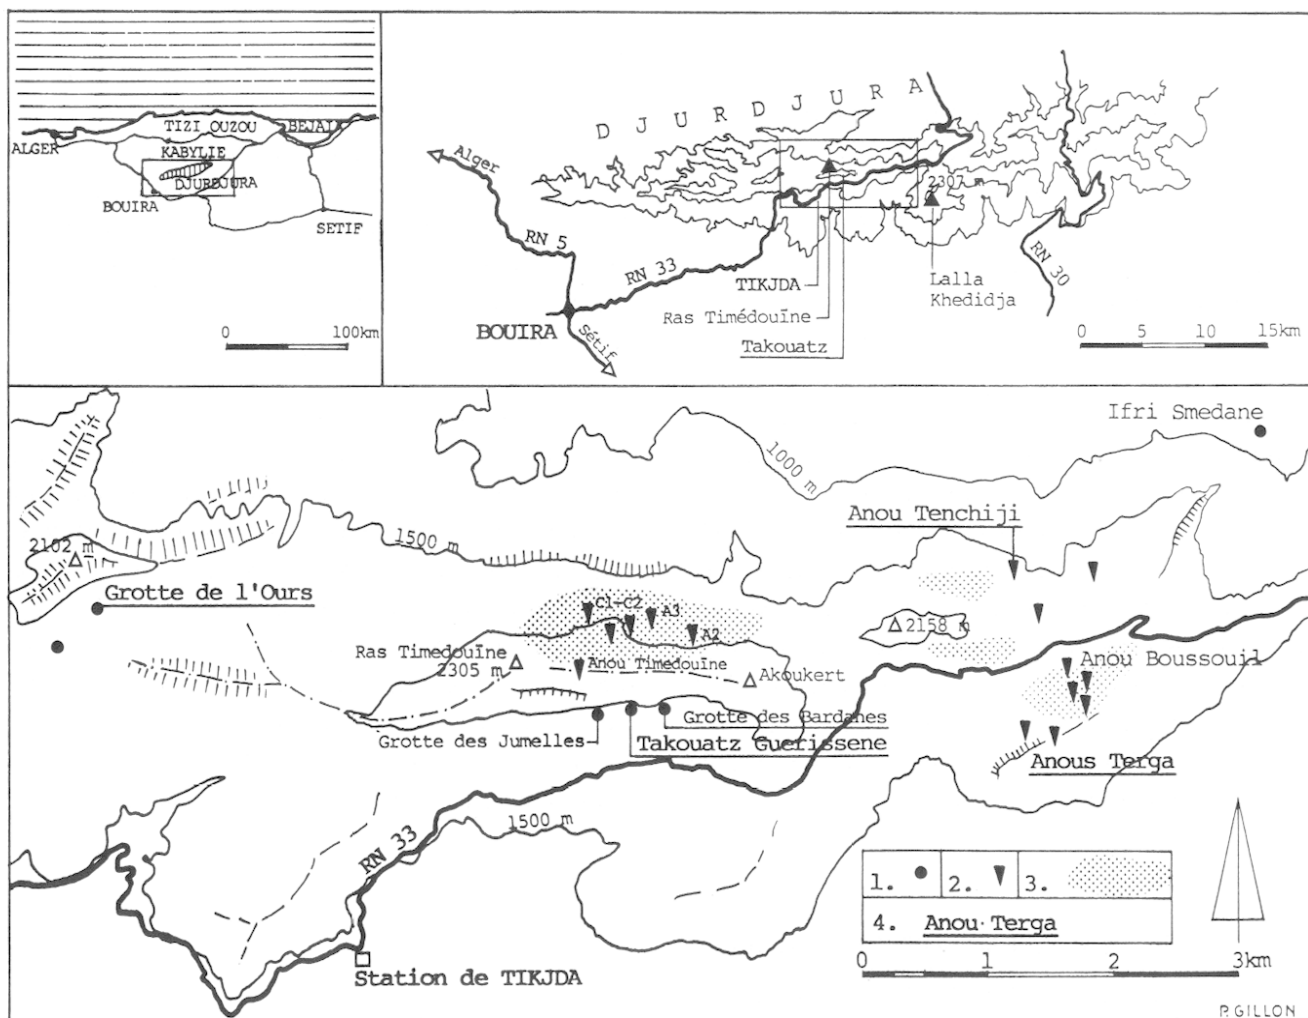 TIZI OUZOU
BEJAI
ALGER
KABYLIE
DJURDJURA
BOUIRA
SETIF
0 100km
DJURDJURA
Alger
2307 m
RN 5
RN 33
RN 30
TIKJDA
Lalla
Khedidja
Ras Timédouïne
BOUIRA
Sétif
Takouatz
0 5 10 15km
Ifri Smedane
1000 m
Anou Tenchiji
1500 m
2102 m
Grotte de l'Ours
C1-C2
A3
A2
2158 m
Ras Timedouïne
2305 m
Anou Timedouïne
Akoukert
Anou Boussouil
Grotte des Bardanes
Grotte des Jumelles
Takouatz Guerissene
Anous Terga
1500 m
RN 33
1.
2.
3.
4. Anou Terga
Station de TIKJDA
0 1 2 3km
P.GILLON